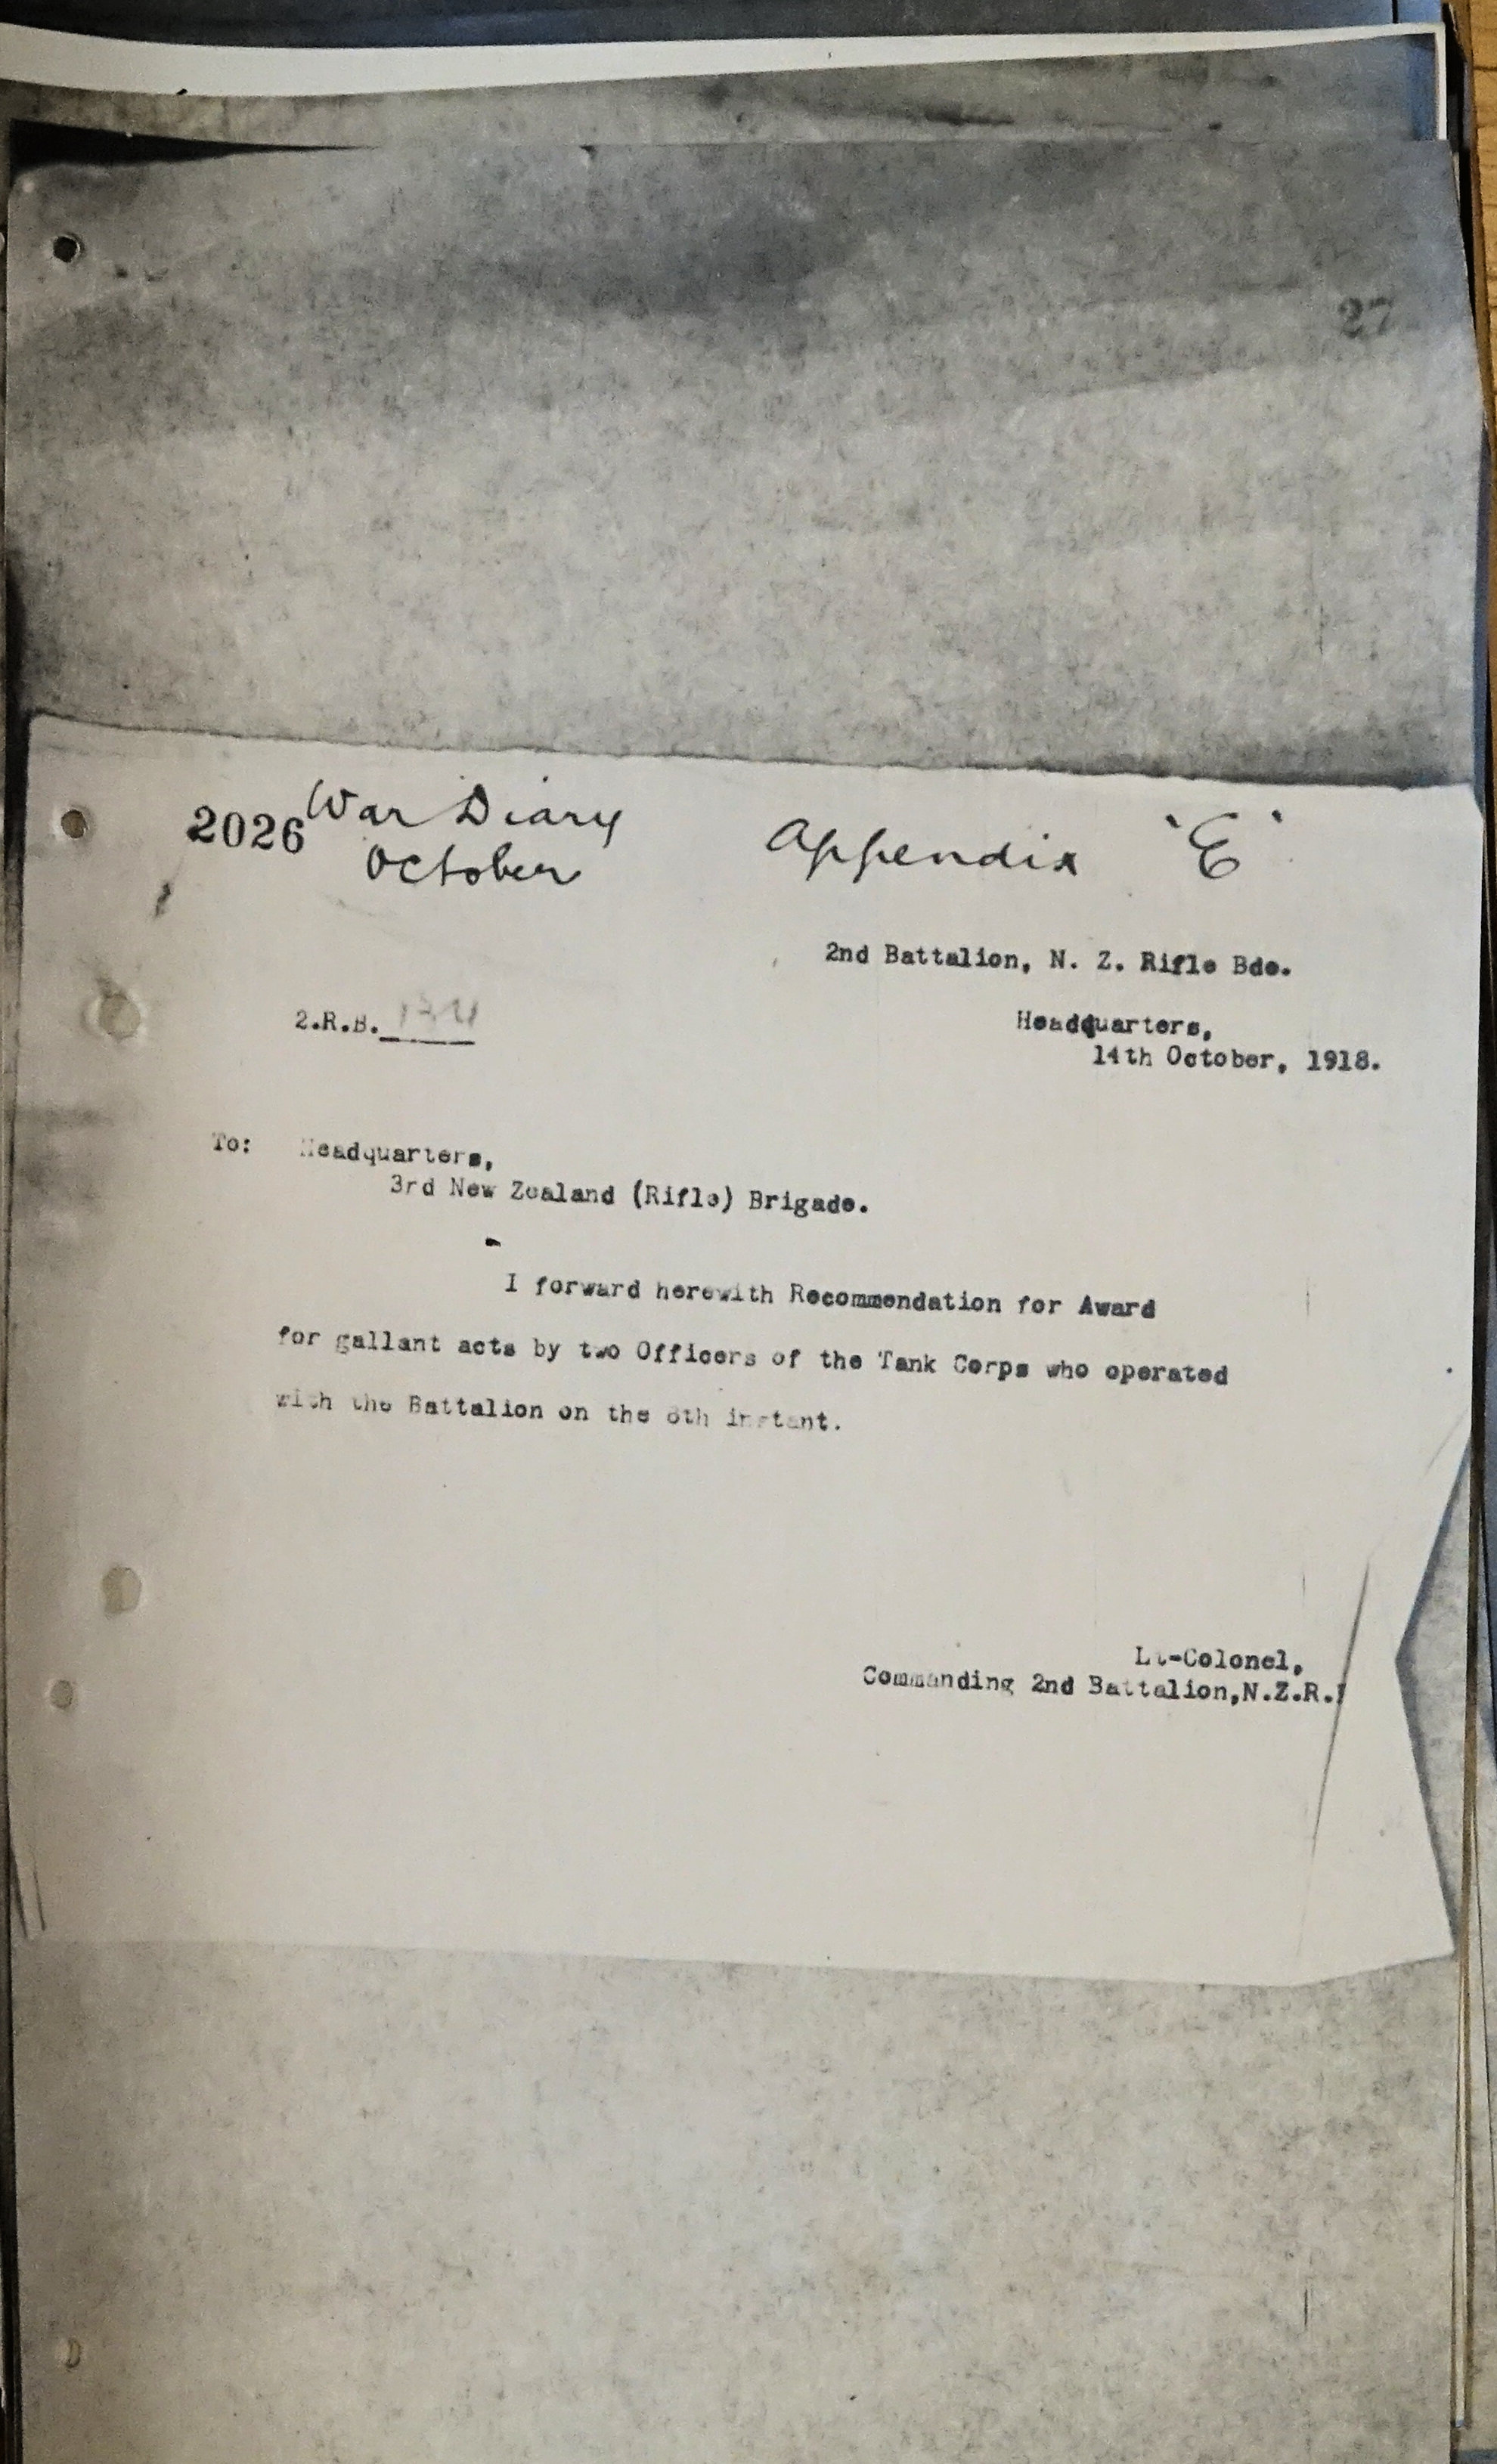 27
2026 War Diary
October
Appendix "E"
2nd Battalion, N. Z. Rifle Bde.
2.R.B.
Headquarters,
14th October, 1918.
To: Headquarters,
3rd New Zealand (Rifle) Brigade.
I forward herewith Recommendation for Award
for gallant acts by two Officers of the Tank Corps who operated
with the Battalion on the 8th instant.
Lt-Colonel,
Commanding 2nd Battalion,N.Z.R.